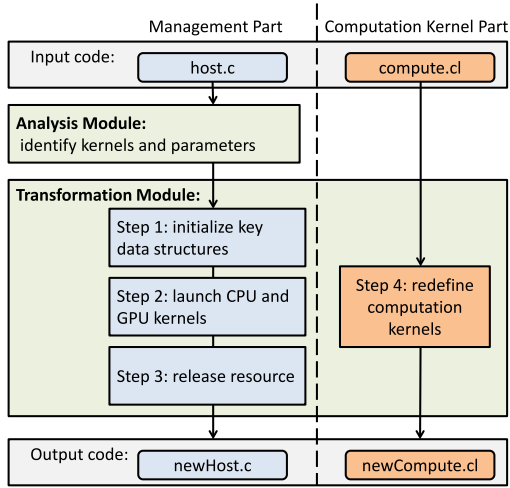 Management Part
Computation Kernel Part
Input code:
host.c
compute.cl
Analysis Module:
identify kernels and parameters
Transformation Module:
Step 1: initialize key
data structures
Step 2: launch CPU and
GPU kernels
Step 3: release resource
Step 4: redefine
computation
kernels
Output code:
newHost.c
newCompute.cl